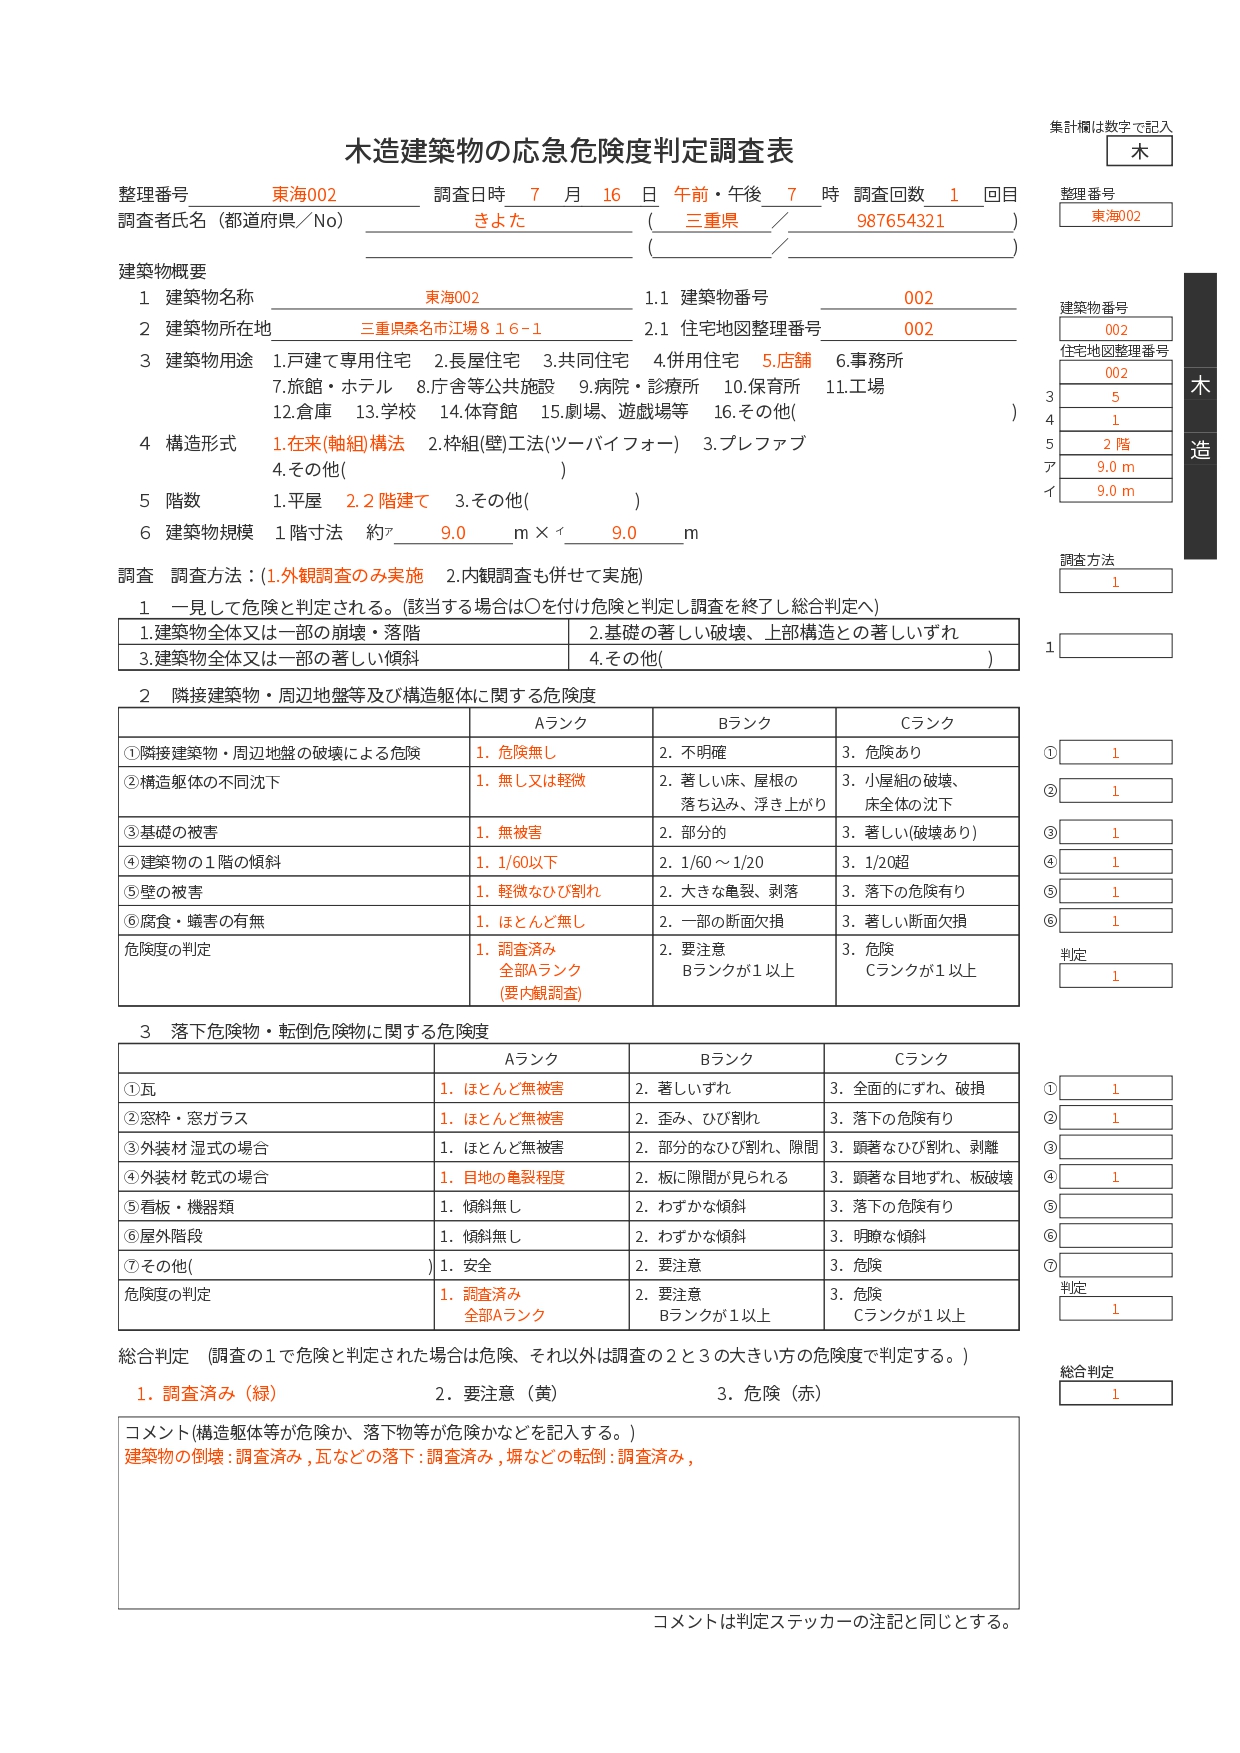 集計欄は数字で記入
木造建築物の応急危険度判定調査表
木
整理番号 東海002 調査日時 7 月 16 日 午前・午後 7 時 調査回数 1 回目
整理番号
東海002
調査者氏名（都道府県／No） きよた ( 三重県 ／ 987654321 )
( ／ )
建築物概要
1 建築物名称 東海002 1.1 建築物番号 002
建築物番号
002
2 建築物所在地 三重県桑名市江場８１６−１ 2.1 住宅地図整理番号 002
住宅地図整理番号
002
3 建築物用途 1.戸建て専用住宅 2.長屋住宅 3.共同住宅 4.併用住宅 5.店舗 6.事務所
7.旅館・ホテル 8.庁舎等公共施設 9.病院・診療所 10.保育所 11.工場
12.倉庫 13.学校 14.体育館 15.劇場、遊戯場等 16.その他( )
3 5
4 1
5 2 階
ア 9.0 m
イ 9.0 m
木造
4 構造形式 1.在来(軸組)構法 2.枠組(壁)工法(ツーバイフォー) 3.プレファブ
4.その他( )
5 階数 1.平屋 2.２階建て 3.その他( )
6 建築物規模 １階寸法 約ア 9.0 m × イ 9.0 m
調査 調査方法：(1.外観調査のみ実施 2.内観調査も併せて実施)
調査方法
1
1 一見して危険と判定される。(該当する場合は〇を付け危険と判定し調査を終了し総合判定へ)
1.建築物全体又は一部の崩壊・落階 2.基礎の著しい破壊、上部構造との著しいずれ
3.建築物全体又は一部の著しい傾斜 4.その他( )
1
2 隣接建築物・周辺地盤等及び構造躯体に関する危険度
Aランク Bランク Cランク
①隣接建築物・周辺地盤の破壊による危険 1. 危険無し 2. 不明確 3. 危険あり ① 1
②構造躯体の不同沈下 1. 無し又は軽微 2. 著しい床、屋根の 3. 小屋組の破壊、 ② 1
落ち込み、浮き上がり 床全体の沈下
③基礎の被害 1. 無被害 2. 部分的 3. 著しい(破壊あり) ③ 1
④建築物の１階の傾斜 1. 1/60以下 2. 1/60～1/20 3. 1/20超 ④ 1
⑤壁の被害 1. 軽微なひび割れ 2. 大きな亀裂、剥落 3. 落下の危険有り ⑤ 1
⑥腐食・蟻害の有無 1. ほとんど無し 2. 一部の断面欠損 3. 著しい断面欠損 ⑥ 1
危険度の判定 1. 調査済み 2. 要注意 3. 危険 判定
全部Aランク Bランクが１以上 Cランクが１以上 1
(要内観調査)
3 落下危険物・転倒危険物に関する危険度
Aランク Bランク Cランク
①瓦 1. ほとんど無被害 2. 著しいずれ 3. 全面的にずれ、破損 ① 1
②窓枠・窓ガラス 1. ほとんど無被害 2. 歪み、ひび割れ 3. 落下の危険有り ② 1
③外装材 湿式の場合 1. ほとんど無被害 2. 部分的なひび割れ、隙間 3. 顕著なひび割れ、剥離 ③
④外装材 乾式の場合 1. 目地の亀裂程度 2. 板に隙間が見られる 3. 顕著な目地ずれ、板破壊 ④ 1
⑤看板・機器類 1. 傾斜無し 2. わずかな傾斜 3. 落下の危険有り ⑤
⑥屋外階段 1. 傾斜無し 2. わずかな傾斜 3. 明瞭な傾斜 ⑥
⑦その他( ) 1. 安全 2. 要注意 3. 危険 ⑦
危険度の判定 1. 調査済み 2. 要注意 3. 危険 判定
全部Aランク Bランクが１以上 Cランクが１以上 1
総合判定 (調査の１で危険と判定された場合は危険、それ以外は調査の２と３の大きい方の危険度で判定する。)
総合判定
1. 調査済み（緑） 2. 要注意（黄） 3. 危険（赤） 1
コメント(構造躯体等が危険か、落下物等が危険かなどを記入する。)
建築物の倒壊:調査済み,瓦などの落下:調査済み,塀などの転倒:調査済み,
コメントは判定ステッカーの注記と同じとする。